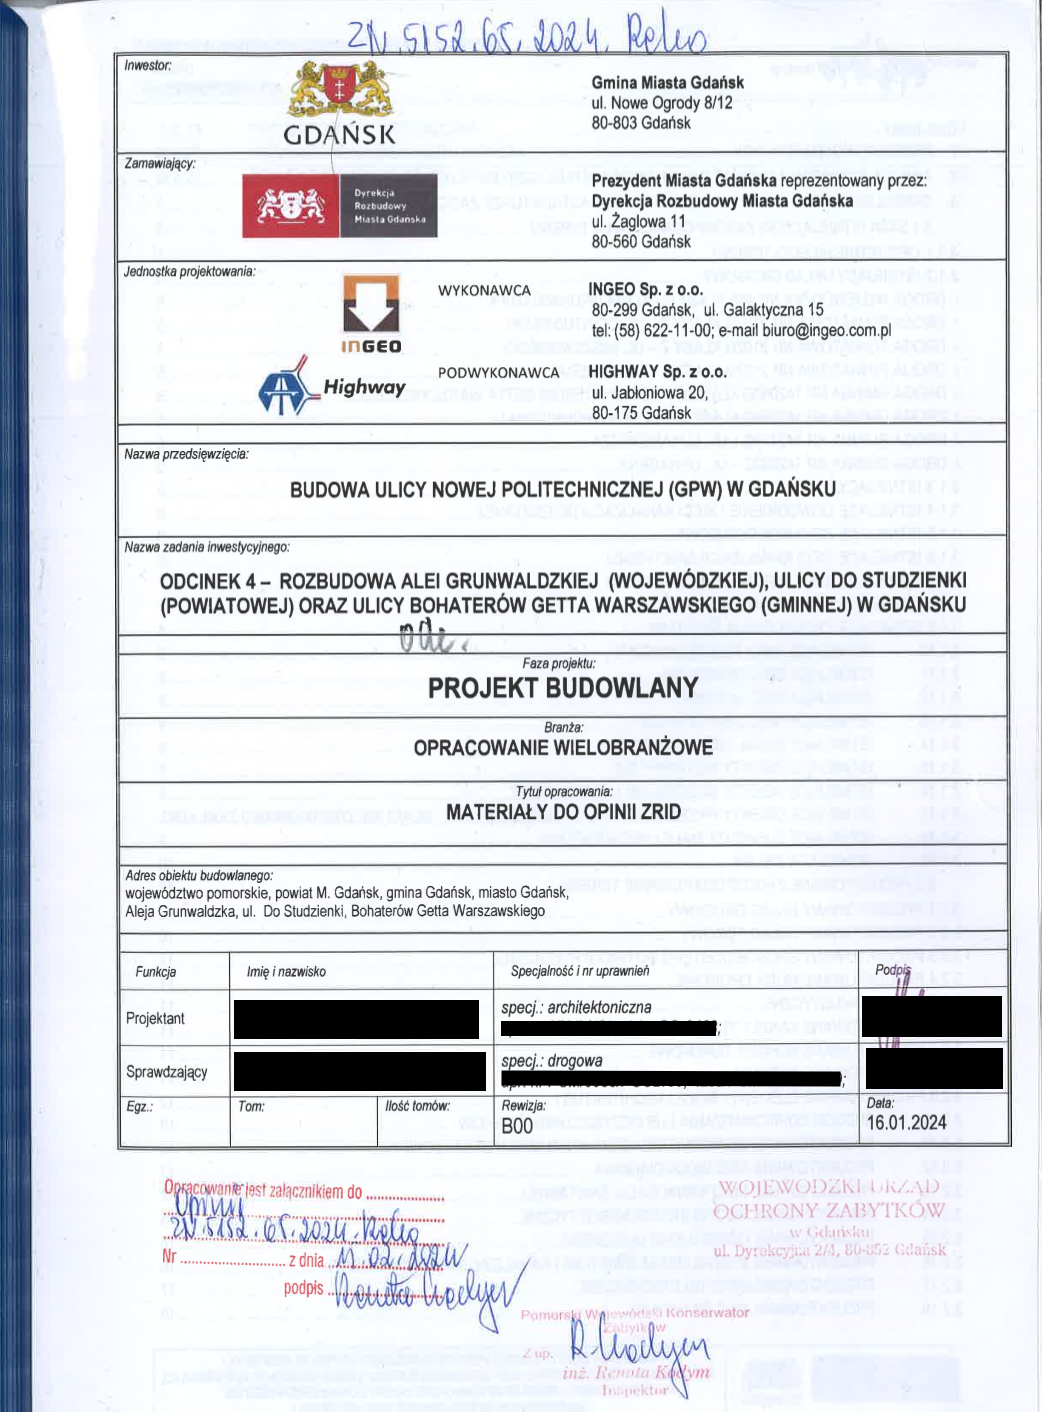 ZN.5152.65.2024.ReKo
Inwestor:
GDAŃSK
Gmina Miasta Gdańsk
ul. Nowe Ogrody 8/12
80-803 Gdańsk
Zamawiający:
Dyrekcja
Rozbudowy
Miasta Gdańska
Prezydent Miasta Gdańska reprezentowany przez:
Dyrekcja Rozbudowy Miasta Gdańska
ul. Żaglowa 11
80-560 Gdańsk
Jednostka projektowania:
INGEO
WYKONAWCA
INGEO Sp. z o.o.
80-299 Gdańsk, ul. Galaktyczna 15
tel: (58) 622-11-00; e-mail biuro@ingeo.com.pl
Highway
PODWYKONAWCA
HIGHWAY Sp. z o.o.
ul. Jabłoniowa 20,
80-175 Gdańsk
Nazwa przedsięwzięcia:
BUDOWA ULICY NOWEJ POLITECHNICZNEJ (GPW) W GDAŃSKU
Nazwa zadania inwestycyjnego:
ODCINEK 4 – ROZBUDOWA ALEI GRUNWALDZKIEJ (WOJEWÓDZKIEJ), ULICY DO STUDZIENKI
(POWIATOWEJ) ORAZ ULICY BOHATERÓW GETTA WARSZAWSKIEGO (GMINNEJ) W GDAŃSKU
Faza projektu:
PROJEKT BUDOWLANY
Branża:
OPRACOWANIE WIELOBRANŻOWE
Tytuł opracowania:
MATERIAŁY DO OPINII ZRID
Adres obiektu budowlanego:
województwo pomorskie, powiat M. Gdańsk, gmina Gdańsk, miasto Gdańsk,
Aleja Grunwaldzka, ul. Do Studzienki, Bohaterów Getta Warszawskiego
Funkcja Imię i nazwisko Specjalność i nr uprawnień Podpis
Projektant
specj.: architektoniczna
Sprawdzający
specj.: drogowa
Egz.: Tom: Ilość tomów: Rewizja: Data:
B00 16.01.2024
Opracowanie jest załącznikiem do
Opinii
ZN.5152.65.2024.ReKo
Nr z dnia 11.02.2024
podpis Renata Kodym
WOJEWÓDZKI URZĄD
OCHRONY ZABYTKÓW
w Gdańsku
ul. Dyrekcyjna 2/4, 80-852 Gdańsk
Pomorski Wojewódzki Konserwator
Zabytków
Z up. R. Kodym
inż. Renata Kodym
Inspektor